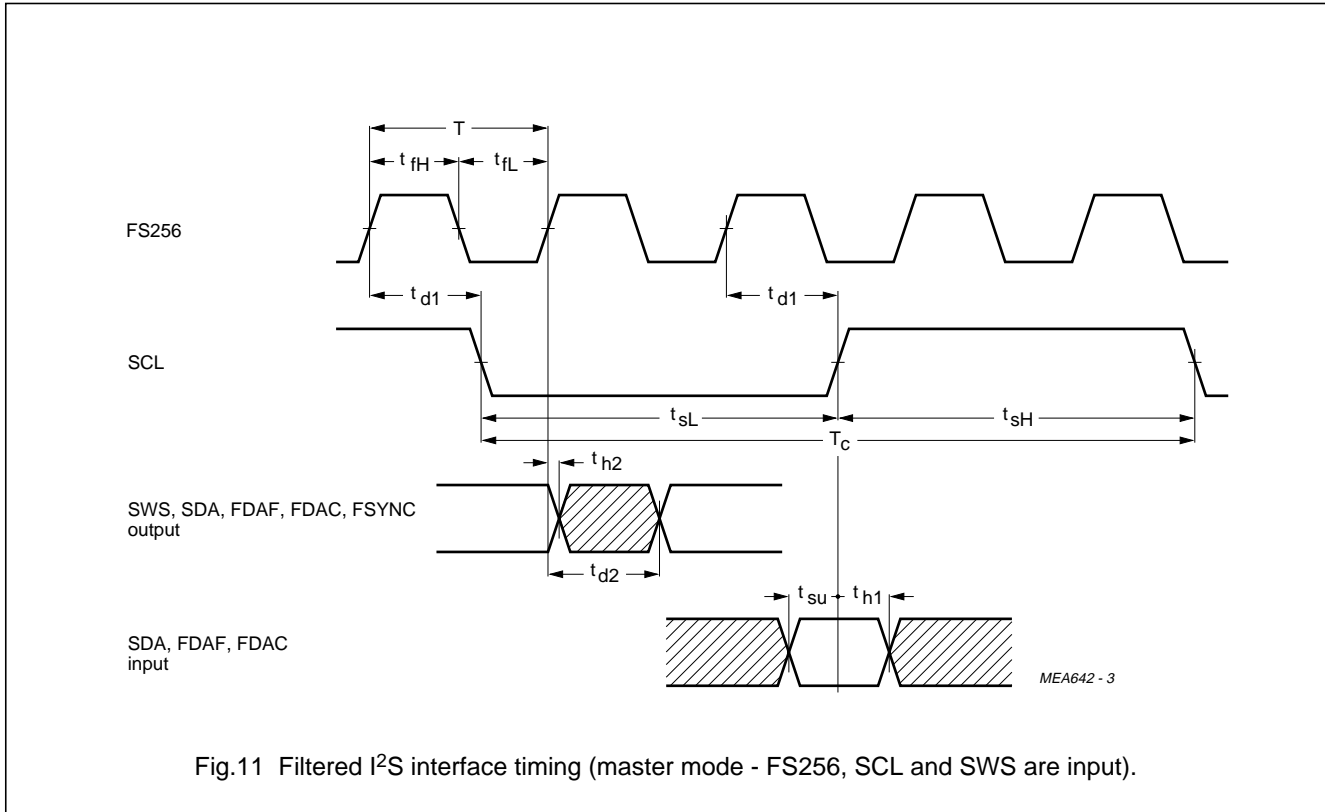 T
t fH
t fL
FS256
t d1
t d1
SCL
t sL
t sH
T c
t h2
SWS, SDA, FDAF, FDAC, FSYNC
output
t d2
t su
t h1
SDA, FDAF, FDAC
input
MEA642 - 3
Fig.11 Filtered I²S interface timing (master mode - FS256, SCL and SWS are input).